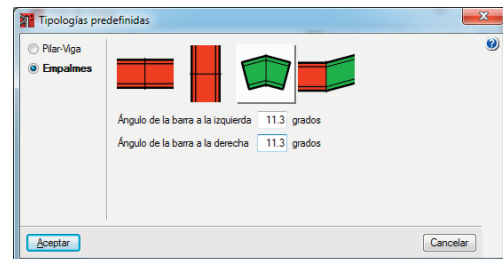 Tipologías predefinidas
Pilar-Viga
Empalmes
Ángulo de la barra a la izquierda 11.3 grados
Ángulo de la barra a la derecha 11.3 grados
Aceptar
Cancelar